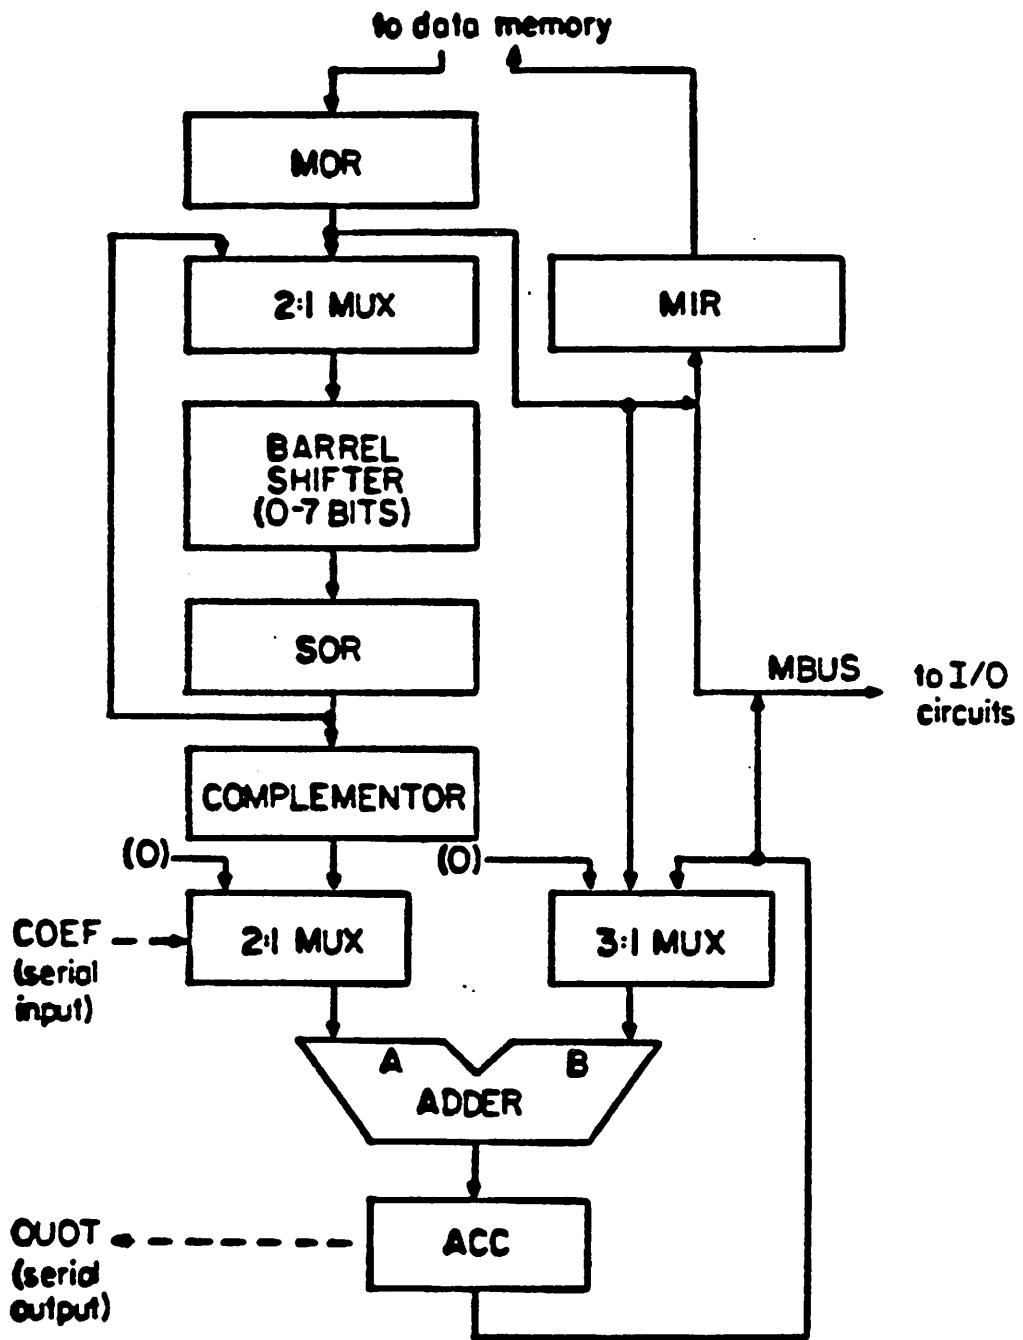 to data memory
MOR
2:1 MUX
MIR
BARREL
SHIFTER
(0-7 BITS)
SOR
MBUS
to I/O
circuits
COMPLEMENTOR
(0)
(0)
COEF
(serial
input)
2:1 MUX
3:1 MUX
A
B
ADDER
QUOT
(serial
output)
ACC